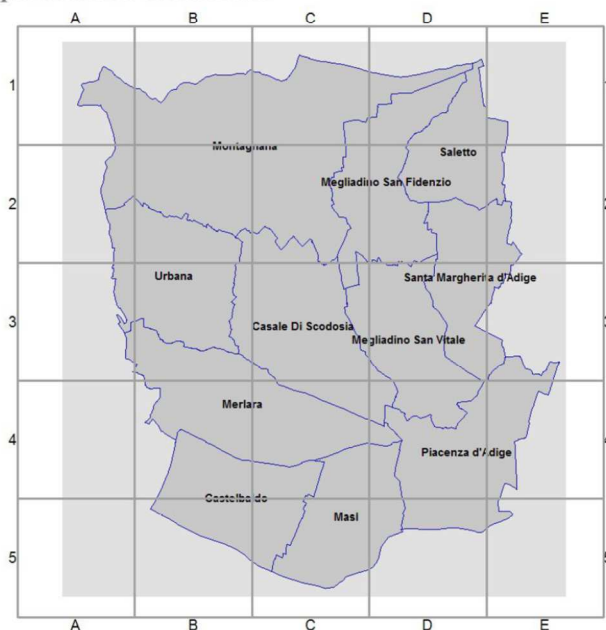 A B C D E
1
Montagnana
Saletto
Megliadino San Fidenzio
2
Urbana
Santa Margherita d'Adige
3
Casale Di Scodosia
Megliadino San Vitale
Merlara
4
Piacenza d'Adige
Castelbaldo
Masi
5
A B C D E